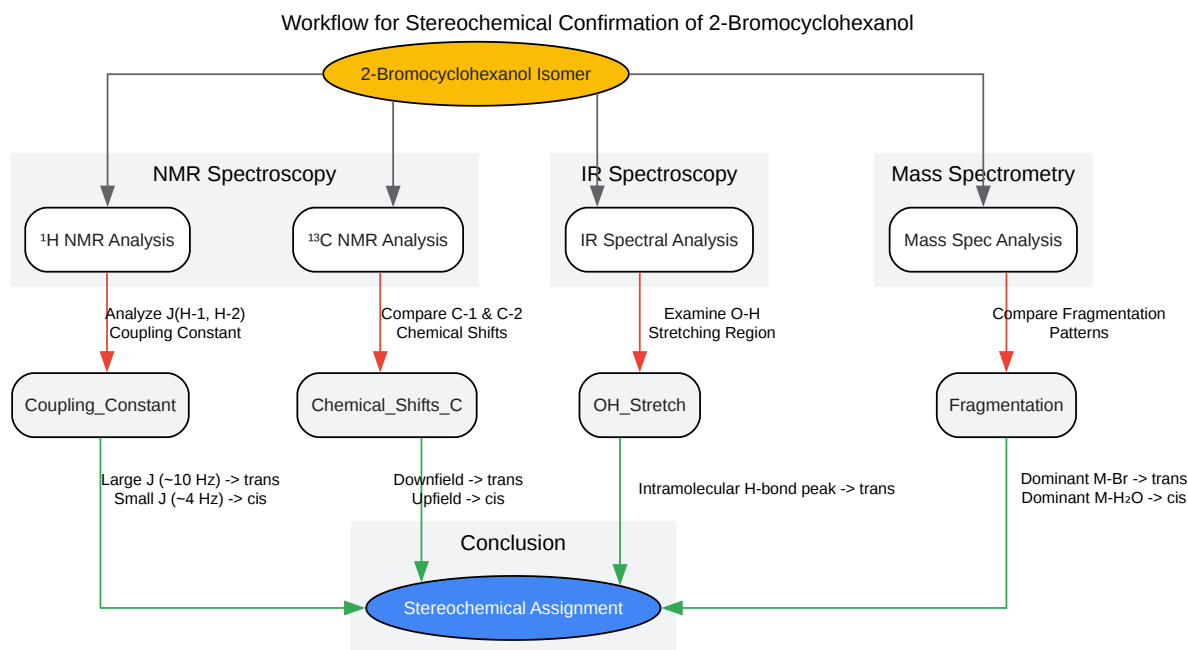 Workflow for Stereochemical Confirmation of 2-Bromocyclohexanol
2-Bromocyclohexanol Isomer
NMR Spectroscopy
IR Spectroscopy
Mass Spectrometry
¹H NMR Analysis
¹³C NMR Analysis
IR Spectral Analysis
Mass Spec Analysis
Analyze J(H-1, H-2)
Coupling Constant
Compare C-1 & C-2
Chemical Shifts
Examine O-H
Stretching Region
Compare Fragmentation
Patterns
Coupling_Constant
Chemical_Shifts_C
OH_Stretch
Fragmentation
Large J (~10 Hz) -> trans
Small J (~4 Hz) -> cis
Downfield -> trans
Upfield -> cis
Intramolecular H-bond peak -> trans
Dominant M-Br -> trans
Dominant M-H₂O -> cis
Conclusion
Stereochemical Assignment